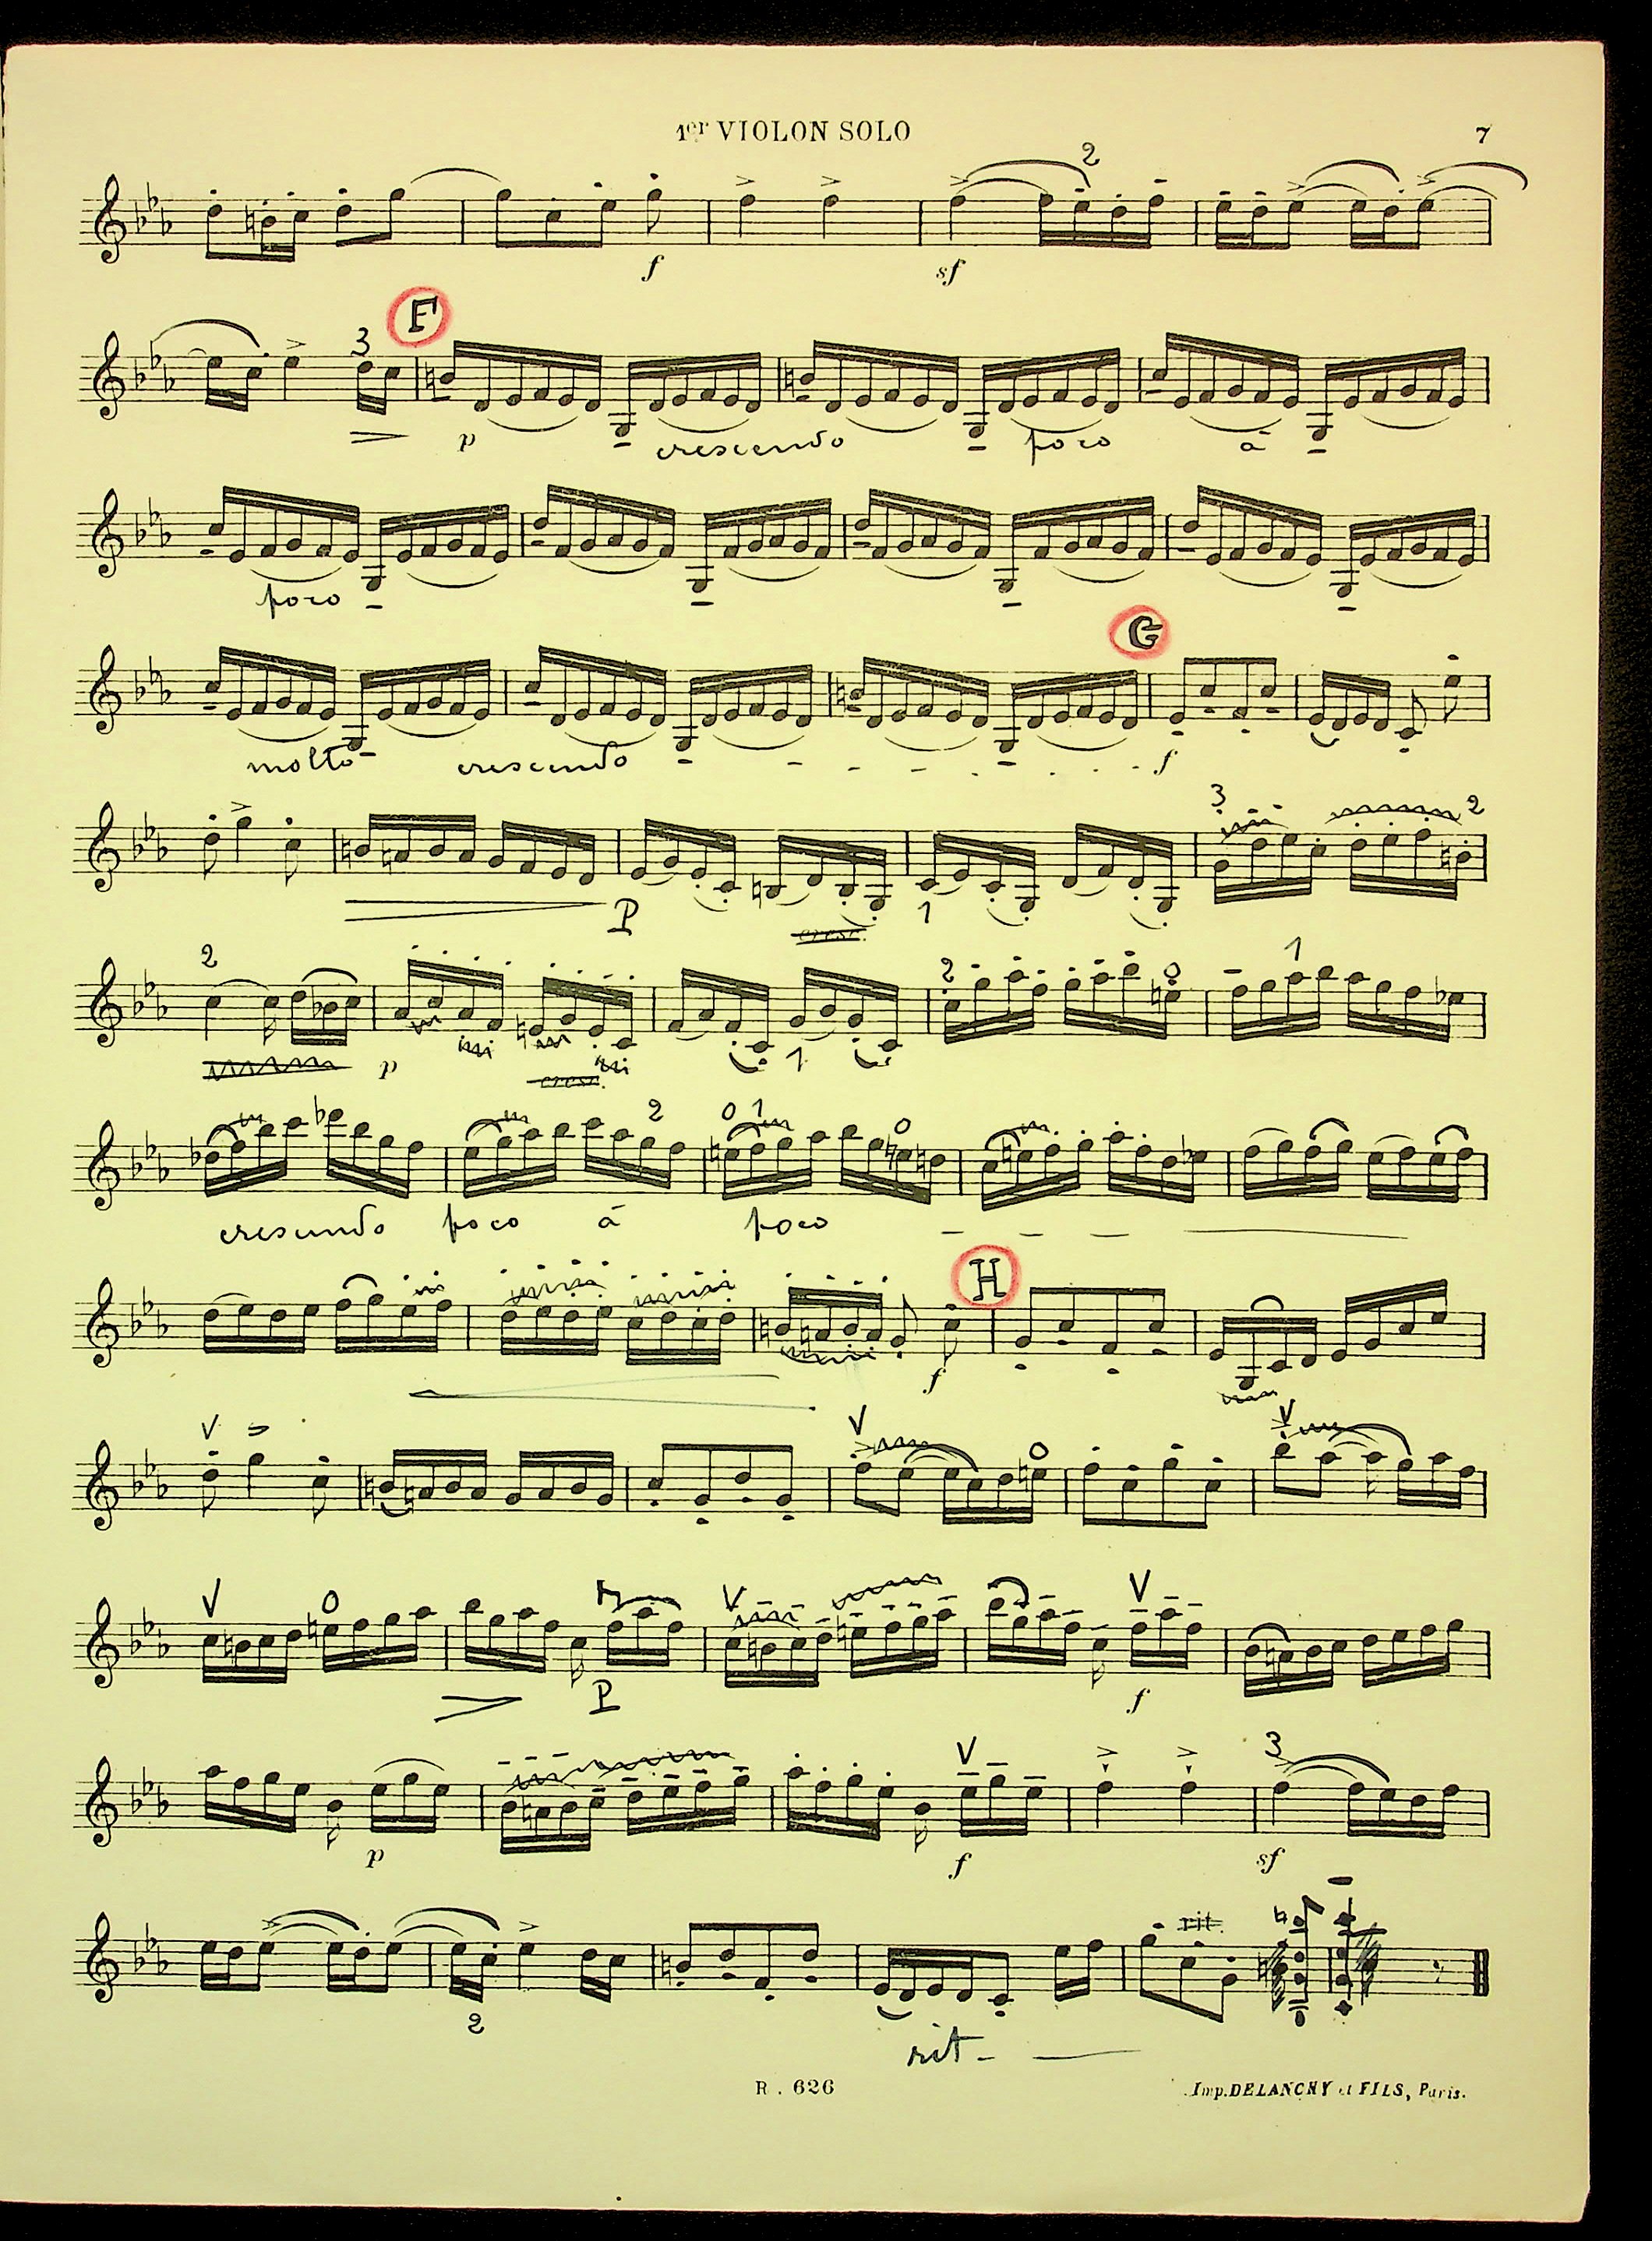 1er VIOLON SOLO
7
2
f
sf
F
3
p
crescendo
poco
à
poco
G
molto
crescendo
f
3
2
P
cresc.
1
2
p
cresc.
1
2
0
1
2
0
1
0
crescendo
poco
à
poco
H
f
V
V
0
V
V
0
V
V
P
f
V
3
p
f
sf
rit.
2
rit
R. 626
Imp. DELANCHY et FILS, Paris.